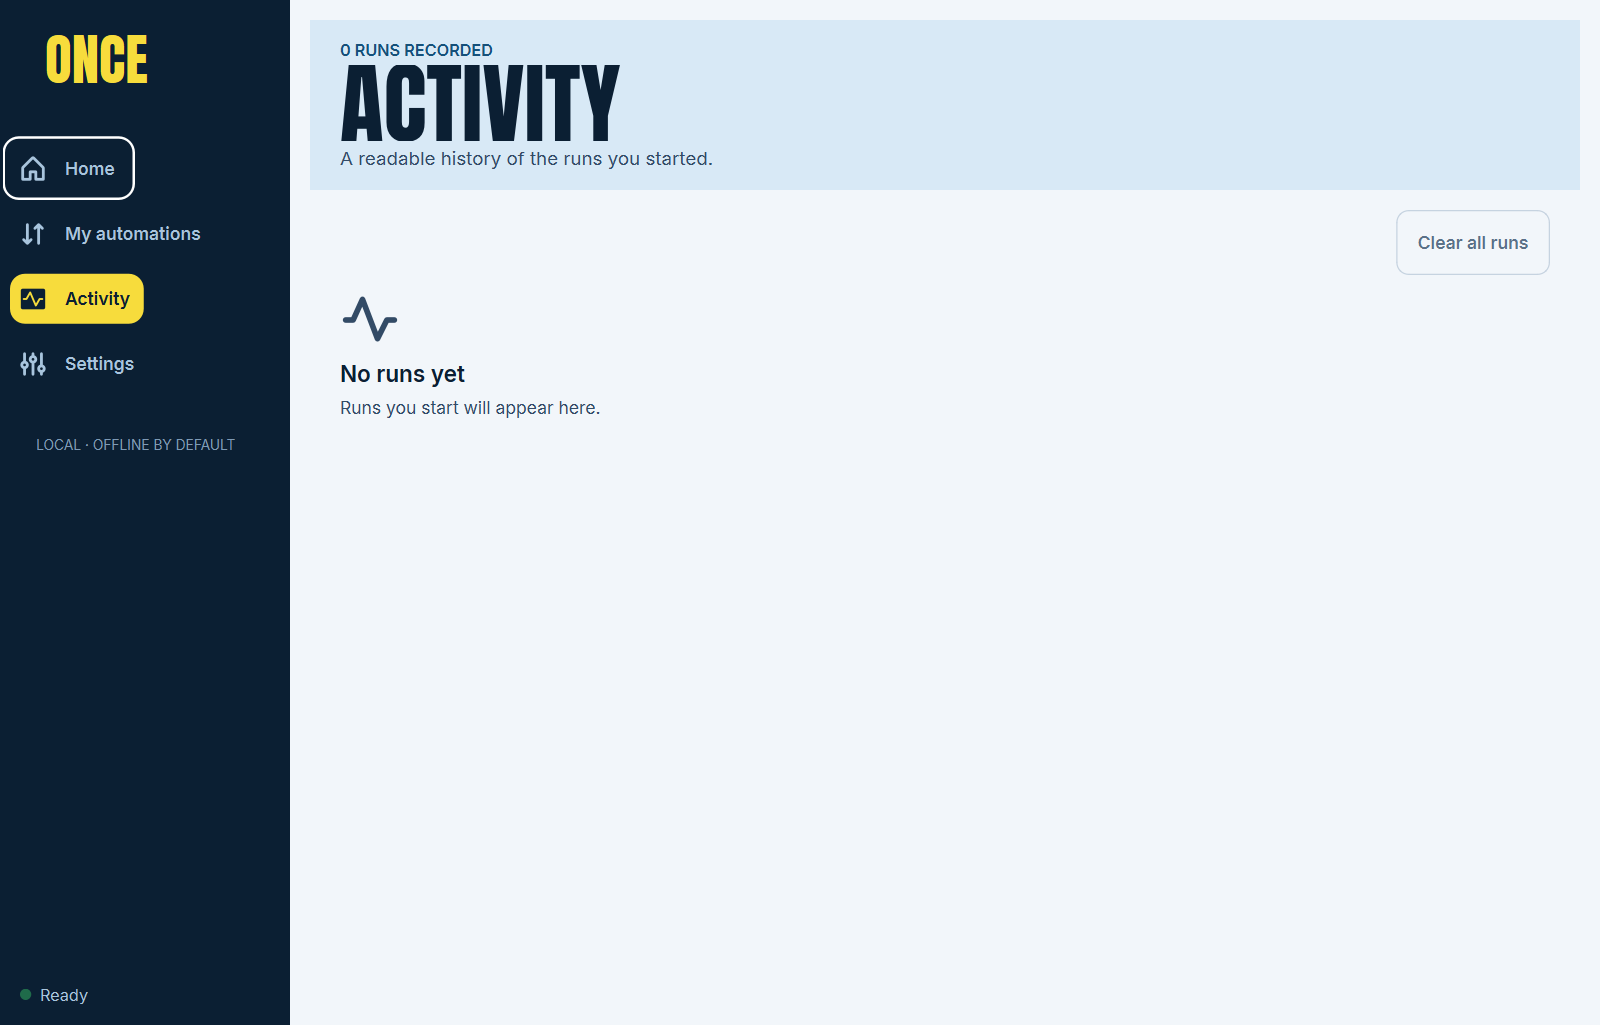 ONCE
Home
My automations
Activity
Settings
LOCAL · OFFLINE BY DEFAULT
Ready
0 RUNS RECORDED
ACTIVITY
A readable history of the runs you started.
Clear all runs
No runs yet
Runs you start will appear here.